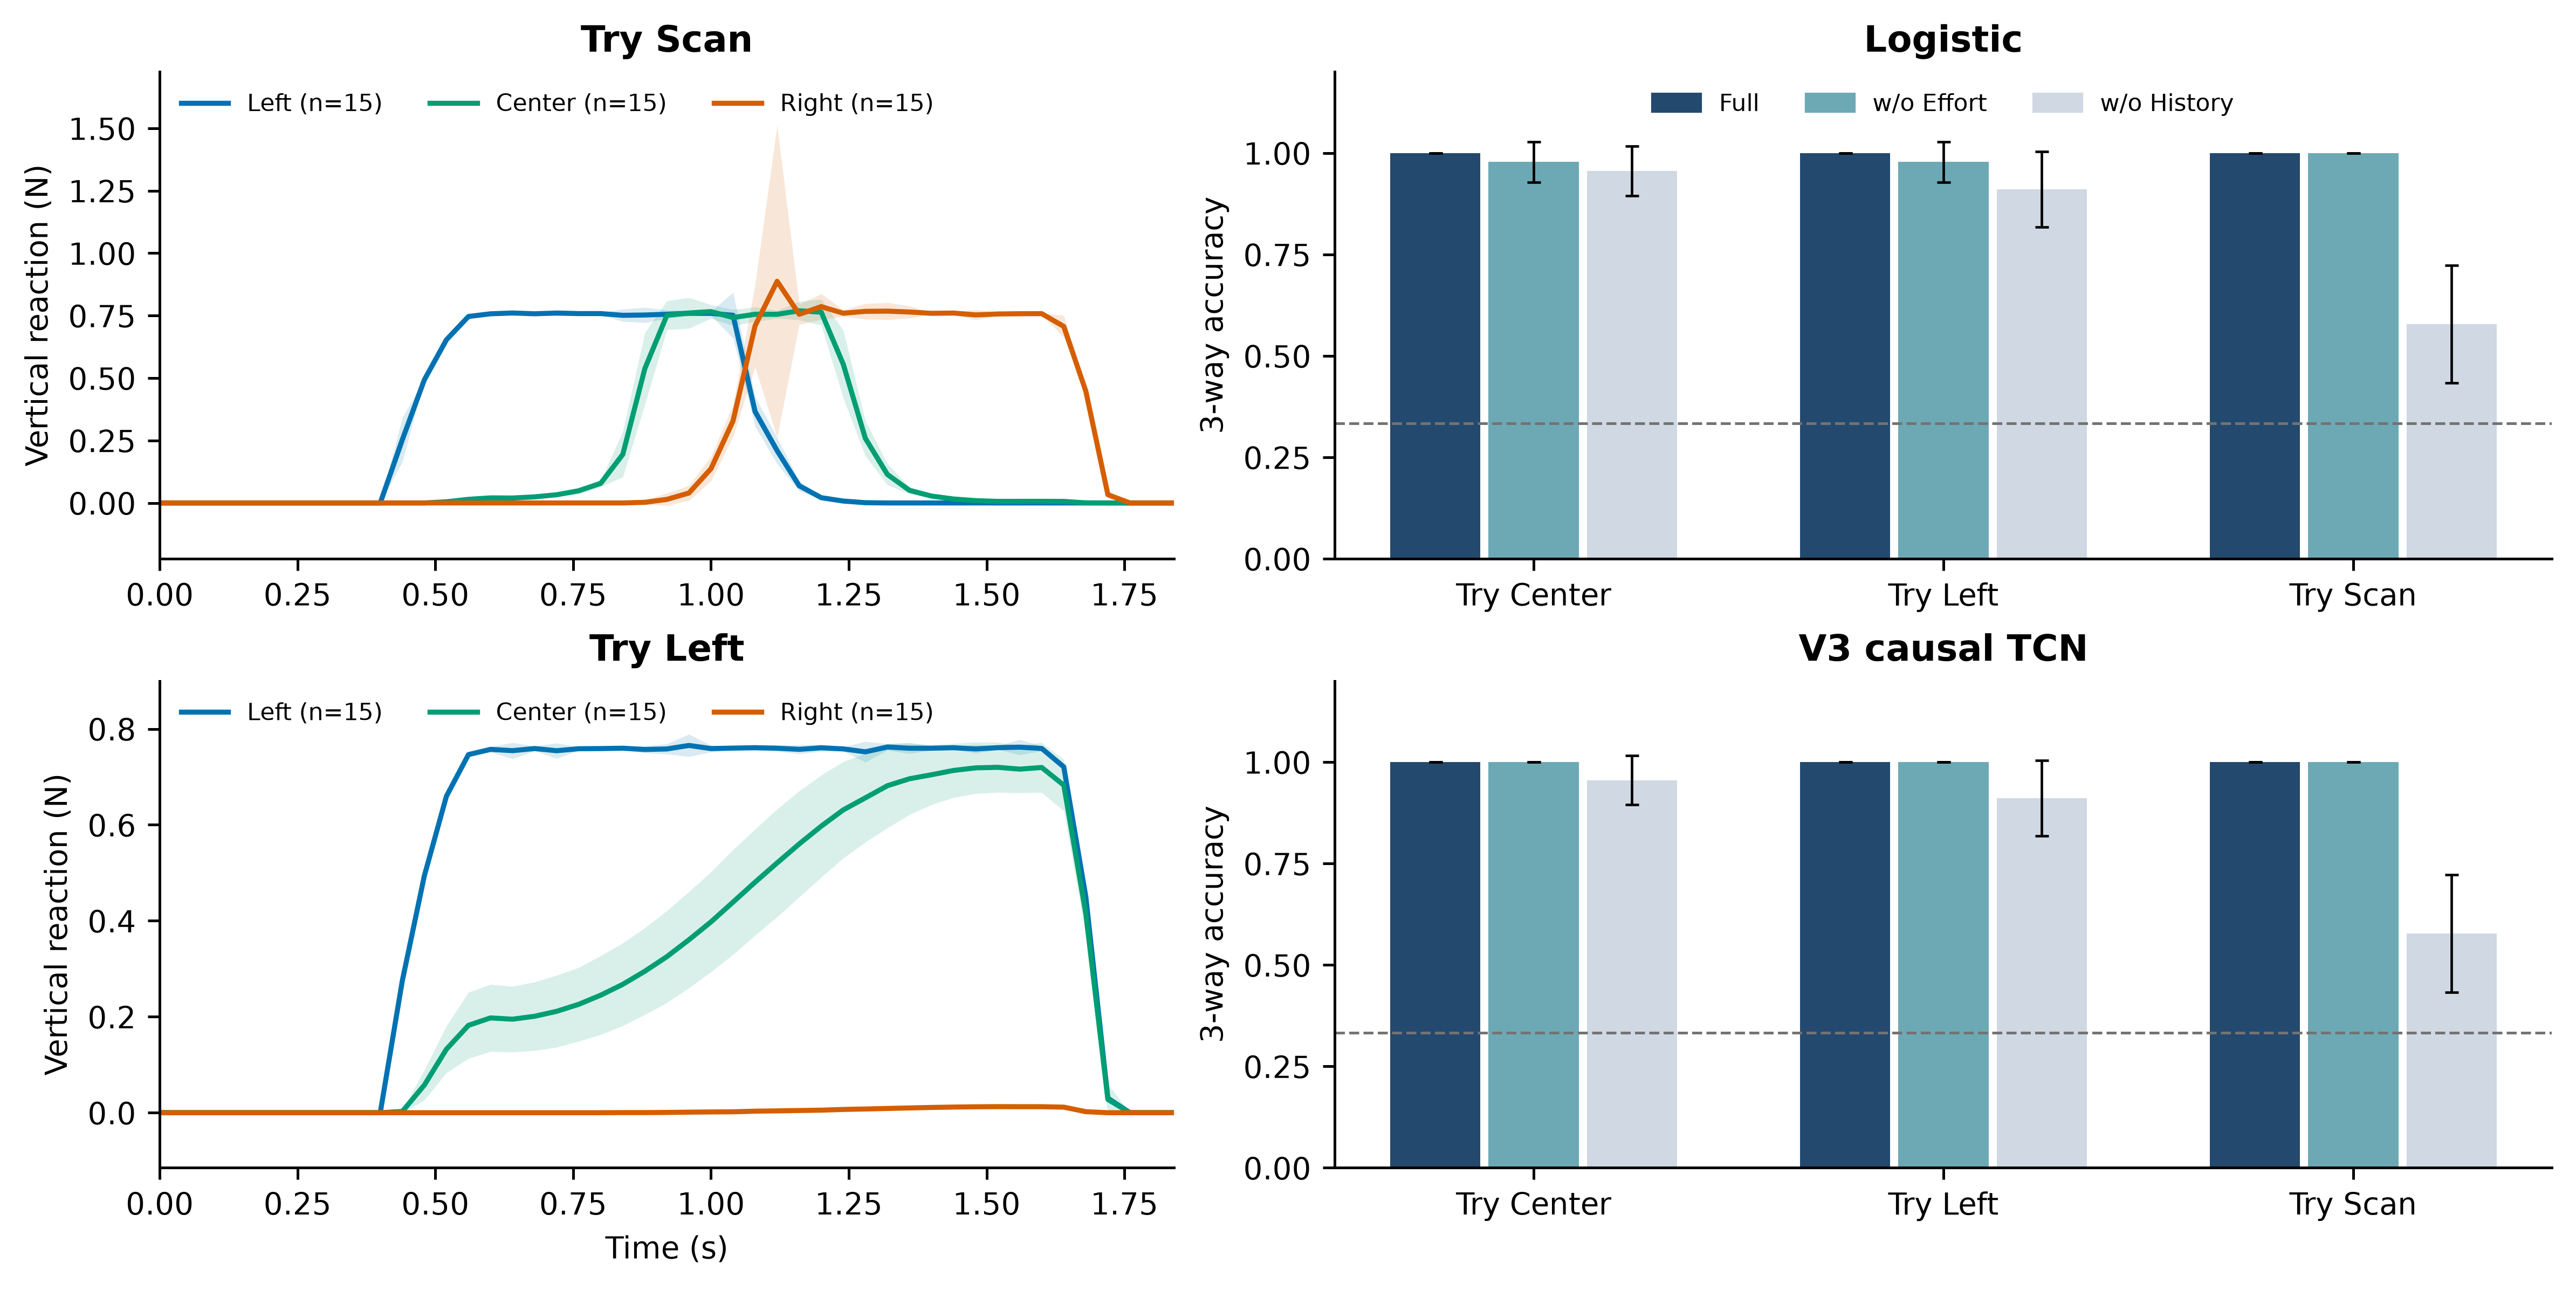 Try Scan
Left (n=15) Center (n=15) Right (n=15)
Vertical reaction (N)
1.50
1.25
1.00
0.75
0.50
0.25
0.00
0.00 0.25 0.50 0.75 1.00 1.25 1.50 1.75
Logistic
Full w/o Effort w/o History
3-way accuracy
1.00
0.75
0.50
0.25
0.00
Try Center Try Left Try Scan
Try Left
Left (n=15) Center (n=15) Right (n=15)
Vertical reaction (N)
0.8
0.6
0.4
0.2
0.0
0.00 0.25 0.50 0.75 1.00 1.25 1.50 1.75
Time (s)
V3 causal TCN
3-way accuracy
1.00
0.75
0.50
0.25
0.00
Try Center Try Left Try Scan